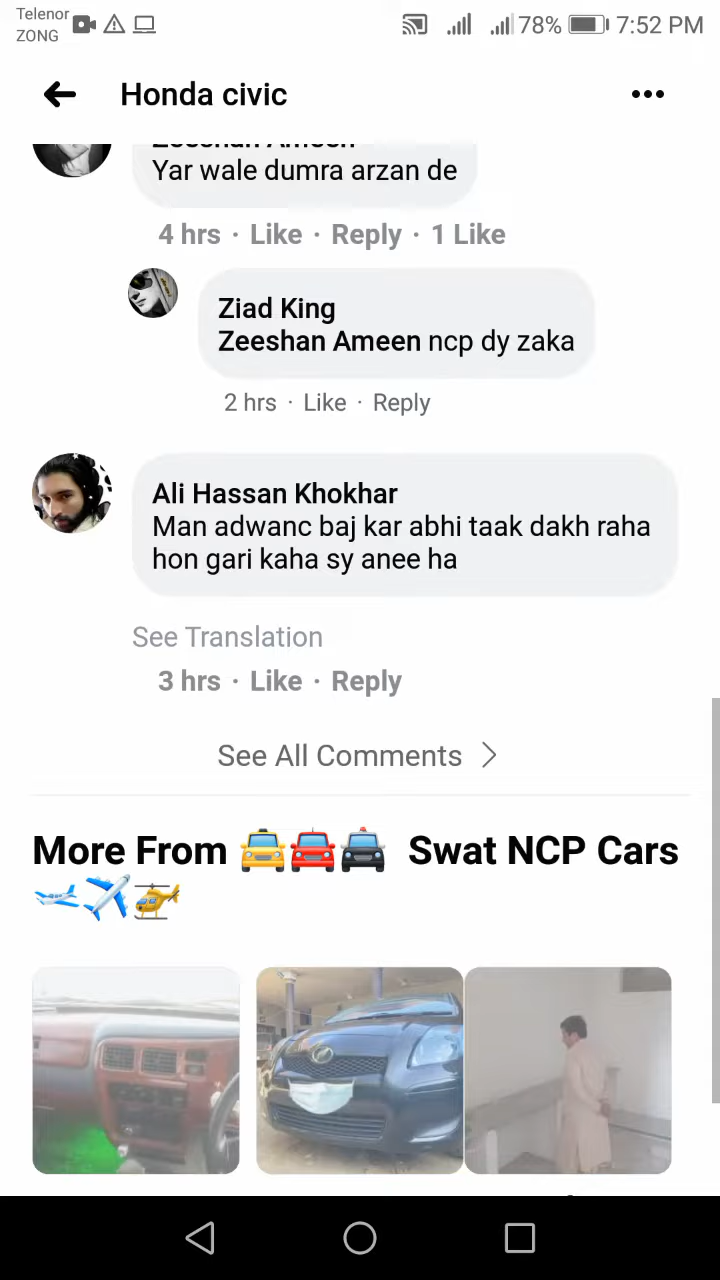 Telenor
ZONG
78% 7:52 PM
Honda civic
Zeeshan Ameen
Yar wale dumra arzan de
4 hrs · Like · Reply · 1 Like
Ziad King
Zeeshan Ameen ncp dy zaka
2 hrs · Like · Reply
Ali Hassan Khokhar
Man adwanc baj kar abhi taak dakh raha
hon gari kaha sy anee ha
See Translation
3 hrs · Like · Reply
See All Comments
More From 🚖🚘🚔 Swat NCP Cars
🛩✈🚁